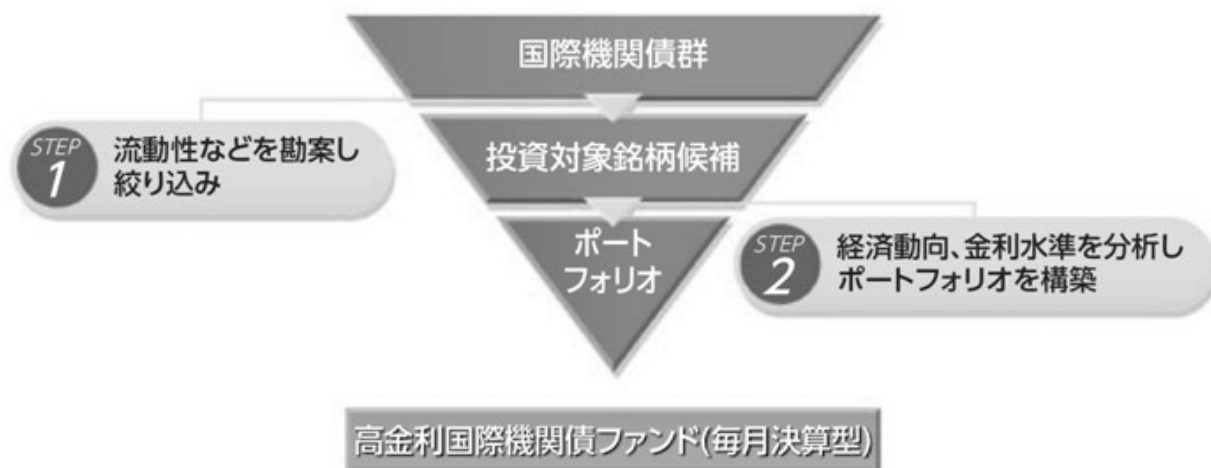 国際機関債群
STEP
1
流動性などを勘案し
絞り込み
投資対象銘柄候補
ポート
フォリオ
STEP
2
経済動向、金利水準を分析し
ポートフォリオを構築
高金利国際機関債ファンド(毎月決算型)